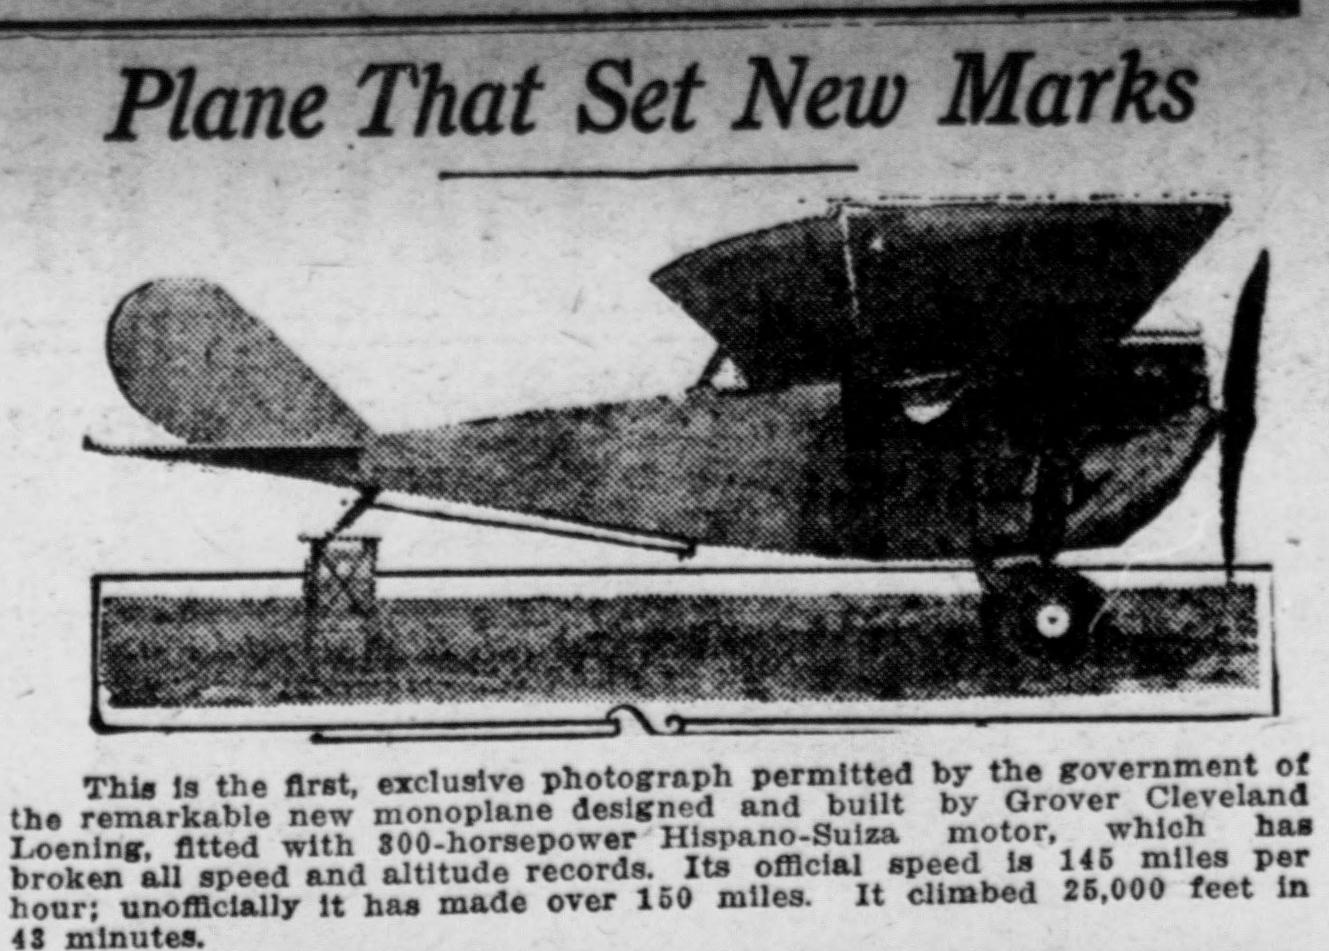 Plane That Set New Marks
This is the first, exclusive photograph permitted by the government of
the remarkable new monoplane designed and built by Grover Cleveland
Loening, fitted with 300-horsepower Hispano-Suiza motor, which has
broken all speed and altitude records. Its official speed is 145 miles per
hour; unofficially it has made over 150 miles. It climbed 25,000 feet in
43 minutes.